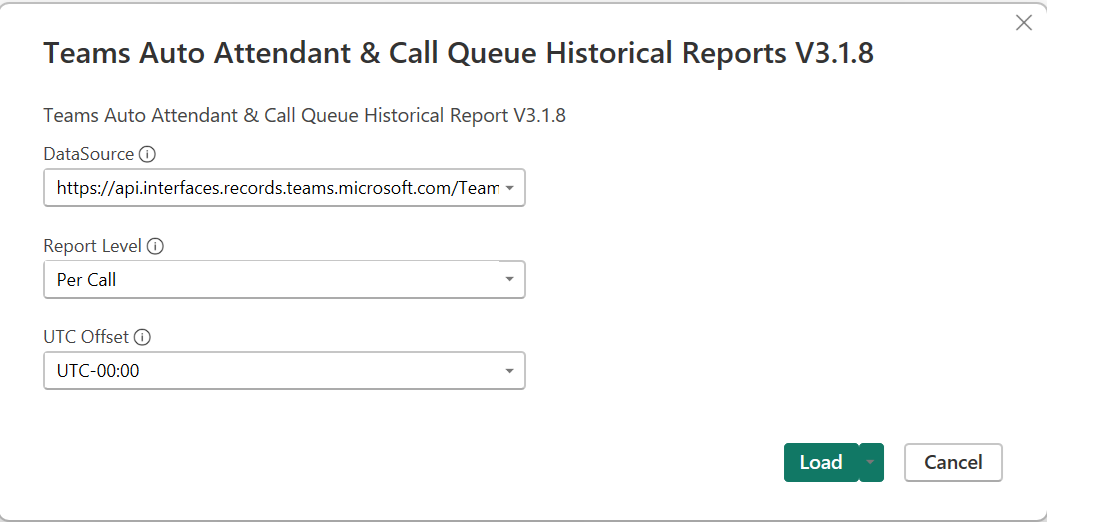 Teams Auto Attendant & Call Queue Historical Reports V3.1.8
Teams Auto Attendant & Call Queue Historical Report V3.1.8
DataSource
https://api.interfaces.records.teams.microsoft.com/Team
Report Level
Per Call
UTC Offset
UTC-00:00
Load
Cancel